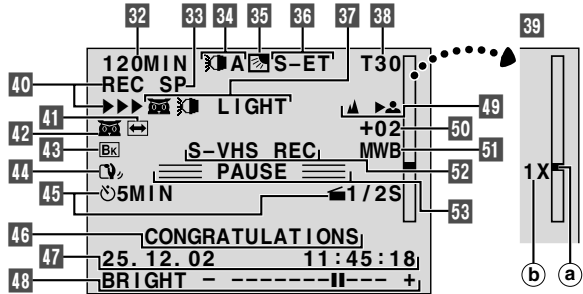 32 33 34 35 36 37 38 39
120MIN A S-ET T30
40 REC SP
LIGHT 49
41
42 +02 50
43 BK MWB 51
S-VHS REC 52
44 PAUSE 1X
45 5MIN 1/2S 53
b a
46 CONGRATULATIONS
47 25.12.02 11:45:18
48 BRIGHT - ------- --- +